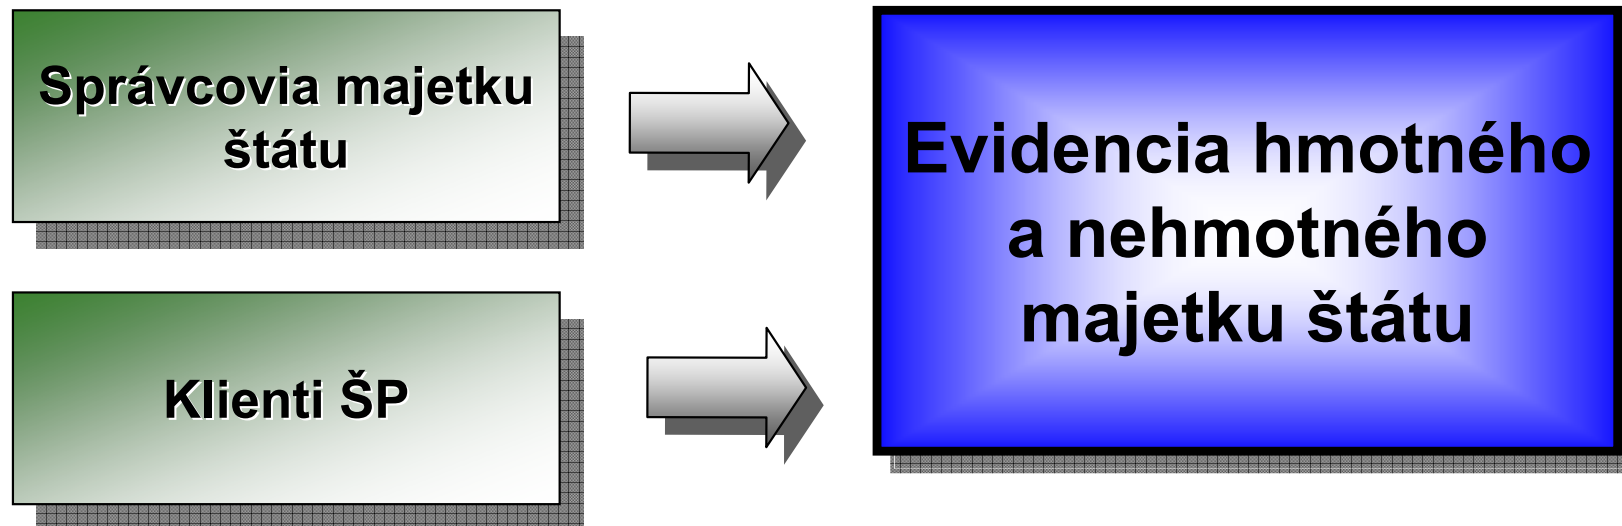 Správcovia majetku
štátu
Klienti ŠP
Evidencia hmotného
a nehmotného
majetku štátu